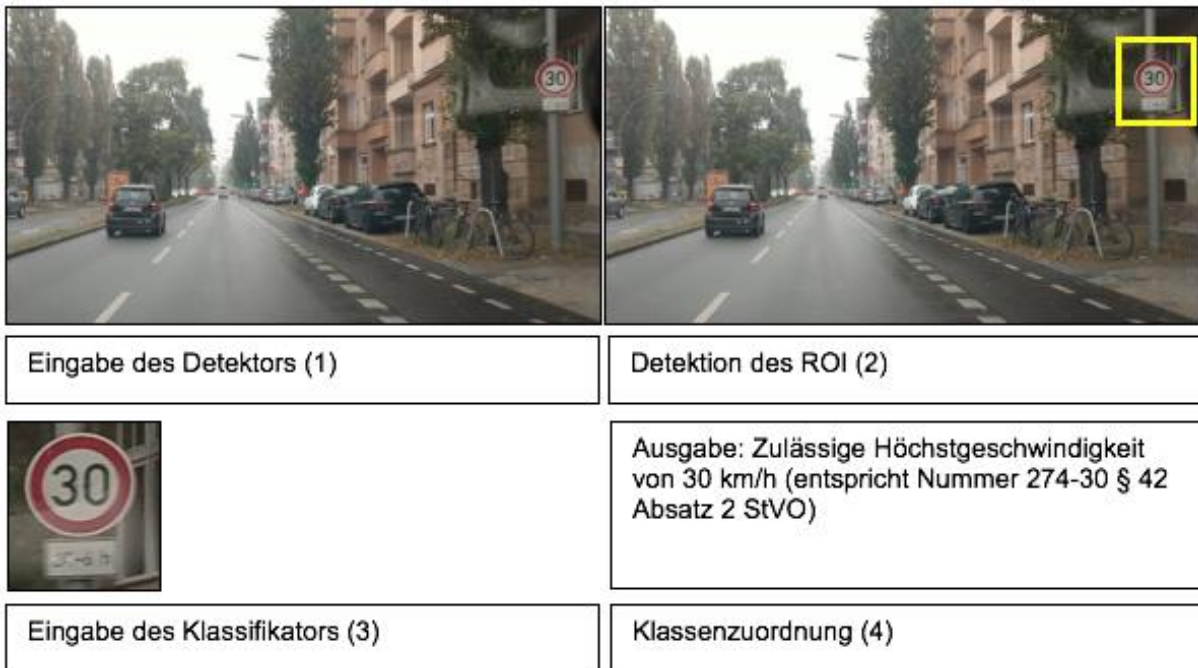 30
30
Eingabe des Detektors (1)
Detektion des ROI (2)
30
Ausgabe: Zulässige Höchstgeschwindigkeit
von 30 km/h (entspricht Nummer 274-30 § 42
Absatz 2 StVO)
Eingabe des Klassifikators (3)
Klassenzuordnung (4)